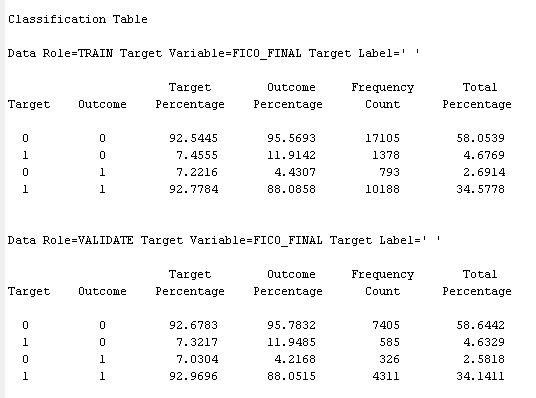 Classification Table
Data Role=TRAIN Target Variable=FICO_FINAL Target Label=' '
Target Outcome Frequency Total
Target Outcome Percentage Percentage Count Percentage
0 0 92.5445 95.5693 17105 58.0539
1 0 7.4555 11.9142 1378 4.6769
0 1 7.2216 4.4307 793 2.6914
1 1 92.7784 88.0858 10188 34.5778
Data Role=VALIDATE Target Variable=FICO_FINAL Target Label=' '
Target Outcome Frequency Total
Target Outcome Percentage Percentage Count Percentage
0 0 92.6783 95.7832 7405 58.6442
1 0 7.3217 11.9485 585 4.6329
0 1 7.0304 4.2168 326 2.5818
1 1 92.9696 88.0515 4311 34.1411